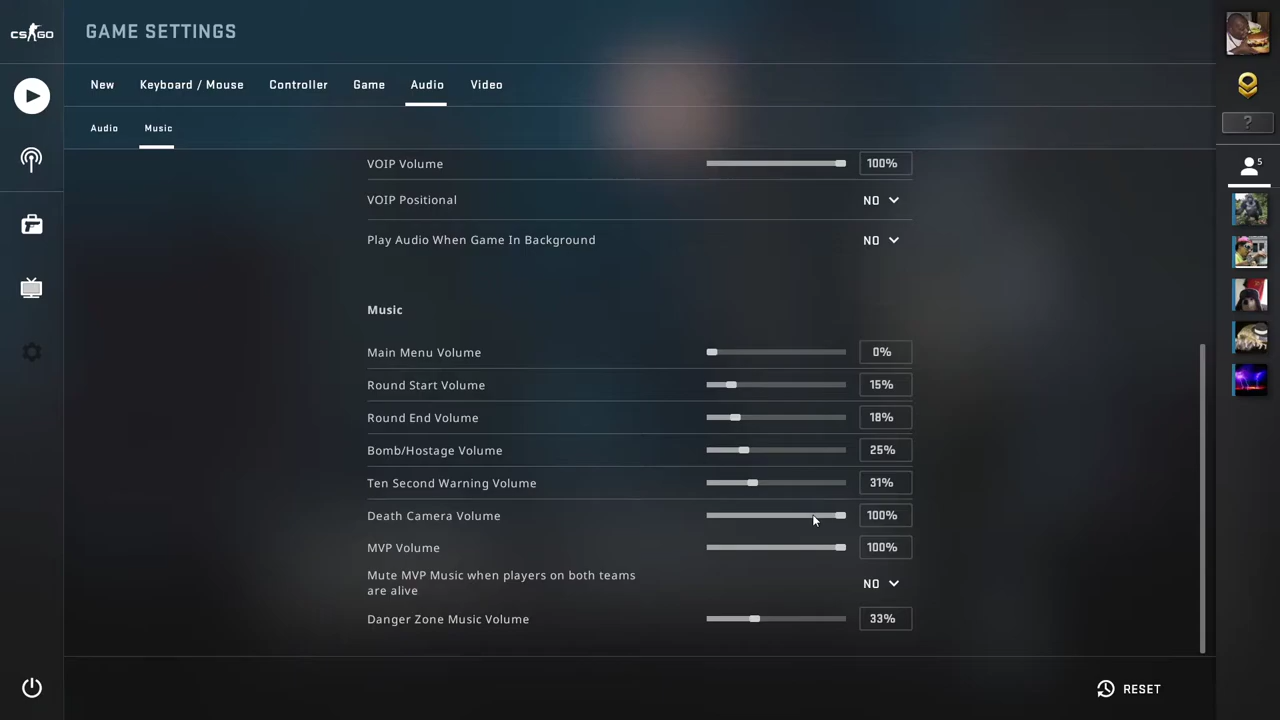 CS GO
GAME SETTINGS
New Keyboard / Mouse Controller Game Audio Video
?
Audio Music
VOIP Volume 100%
5
VOIP Positional NO
Play Audio When Game In Background NO
Music
Main Menu Volume 0%
Round Start Volume 15%
Round End Volume 18%
Bomb/Hostage Volume 25%
Ten Second Warning Volume 31%
Death Camera Volume 100%
MVP Volume 100%
Mute MVP Music when players on both teams
are alive NO
Danger Zone Music Volume 33%
RESET